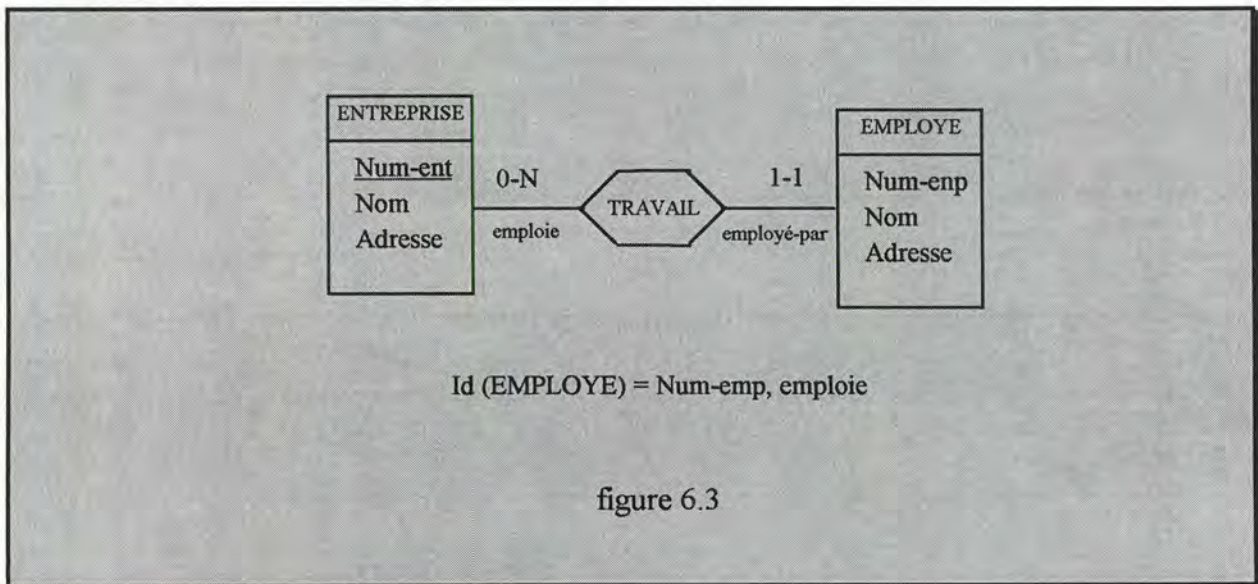 ENTREPRISE
Num-ent
Nom
Adresse
0-N
emploie
TRAVAIL
1-1
employé-par
EMPLOYE
Num-enp
Nom
Adresse
Id (EMPLOYE) = Num-emp, emploie
figure 6.3